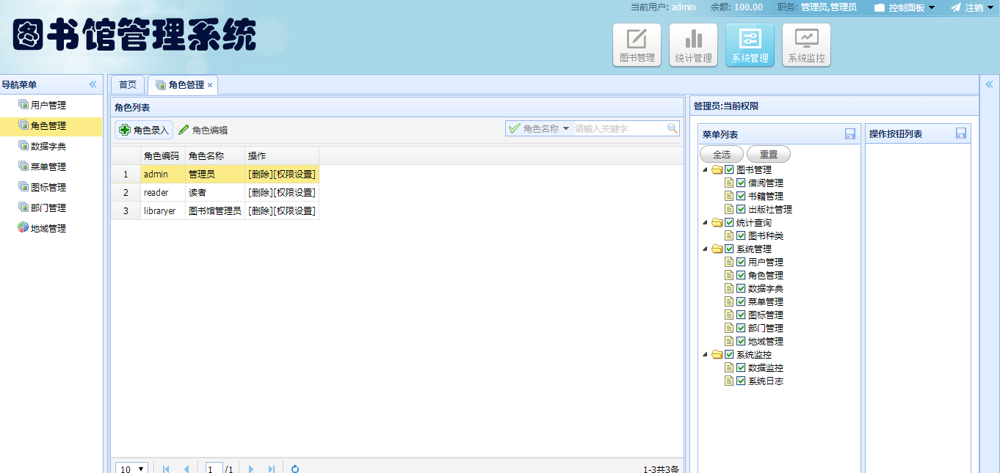 当前用户: admin 余额: 100.00 职务: 管理员,管理员 控制面板 注销
图书馆管理系统
图书管理 统计管理 系统管理 系统监控
导航菜单
用户管理
角色管理
数据字典
菜单管理
图标管理
部门管理
地域管理
首页 角色管理
角色列表
角色录入 角色编辑 角色名称 请输入关键字
角色编码 角色名称 操作
1 admin 管理员 [删除][权限设置]
2 reader 读者 [删除][权限设置]
3 libraryer 图书馆管理员 [删除][权限设置]
10 1 /1 1-3共3条
管理员:当前权限
菜单列表
全选 重置
图书管理
借阅管理
书籍管理
出版社管理
统计查询
图书种类
系统管理
用户管理
角色管理
数据字典
菜单管理
图标管理
部门管理
地域管理
系统监控
数据监控
系统日志
操作按钮列表